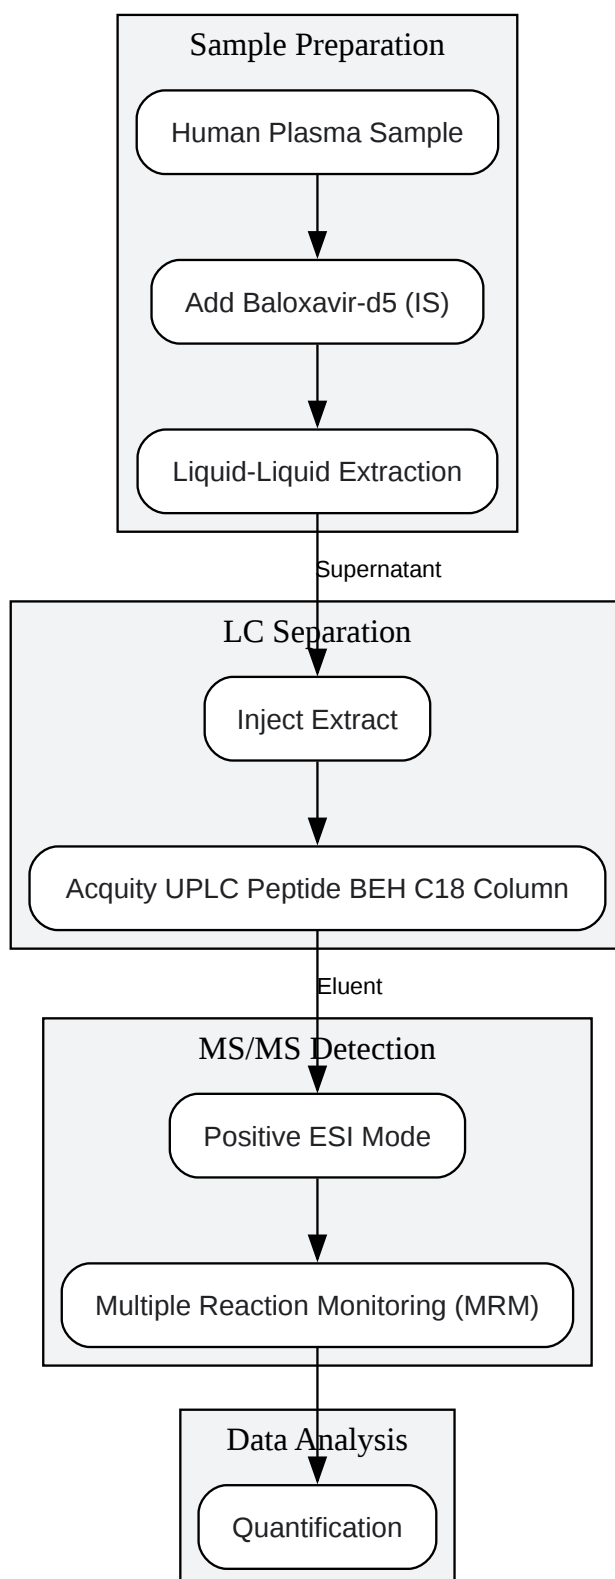 Sample Preparation
Human Plasma Sample
Add Baloxavir-d5 (IS)
Liquid-Liquid Extraction
Supernatant
LC Separation
Inject Extract
Acquity UPLC Peptide BEH C18 Column
Eluent
MS/MS Detection
Positive ESI Mode
Multiple Reaction Monitoring (MRM)
Data Analysis
Quantification